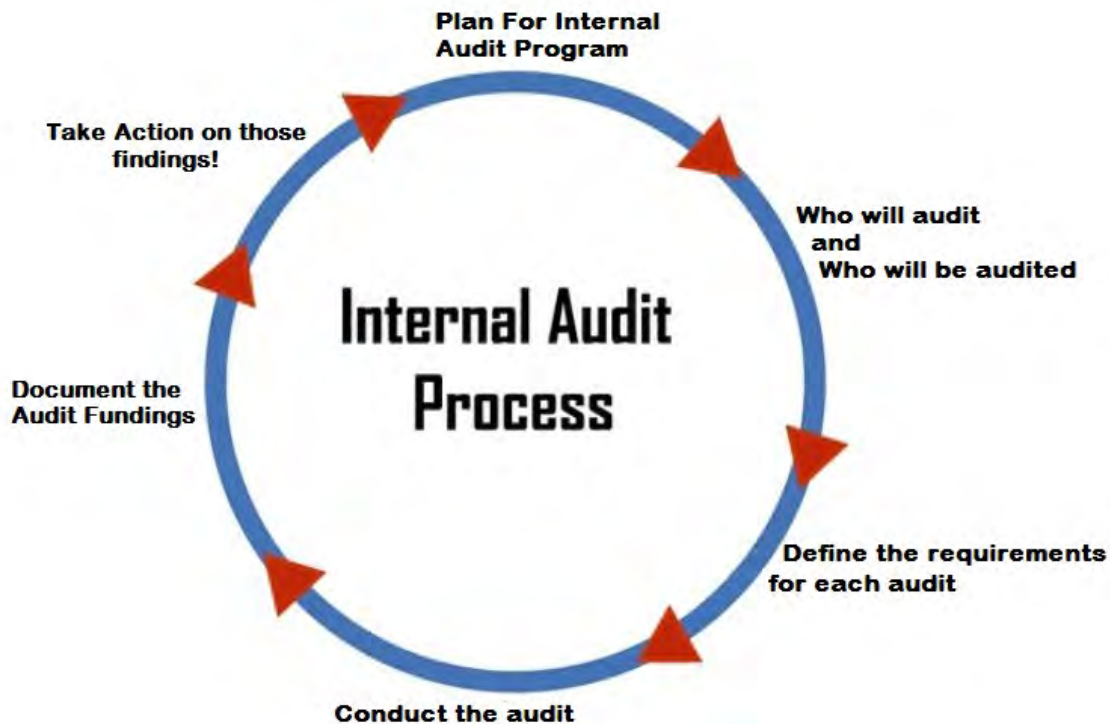 Plan For Internal
Audit Program
Take Action on those
findings!
Who will audit
and
Who will be audited
Internal Audit
Process
Document the
Audit Fundings
Define the requirements
for each audit
Conduct the audit